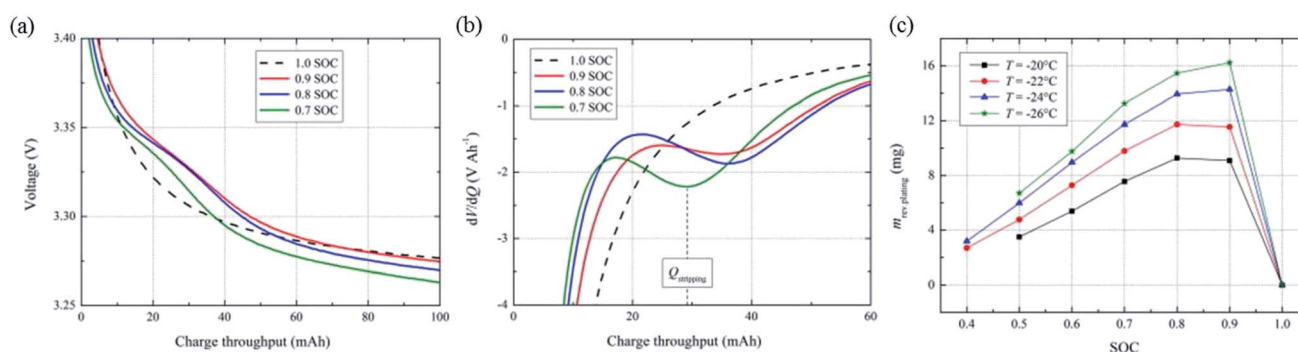 (a)
3.40
3.35
3.30
3.25
Voltage (V)
1.0 SOC
0.9 SOC
0.8 SOC
0.7 SOC
0
20
40
60
80
100
Charge throughput (mAh)
(b)
0
-1
-2
-3
-4
dV/dQ (V Ah⁻¹)
1.0 SOC
0.9 SOC
0.8 SOC
0.7 SOC
Qstripping
0
20
40
60
Charge throughput (mAh)
(c)
16
12
8
4
0
mrev.plating (mg)
T = -20°C
T = -22°C
T = -24°C
T = -26°C
0.4
0.5
0.6
0.7
0.8
0.9
1.0
SOC